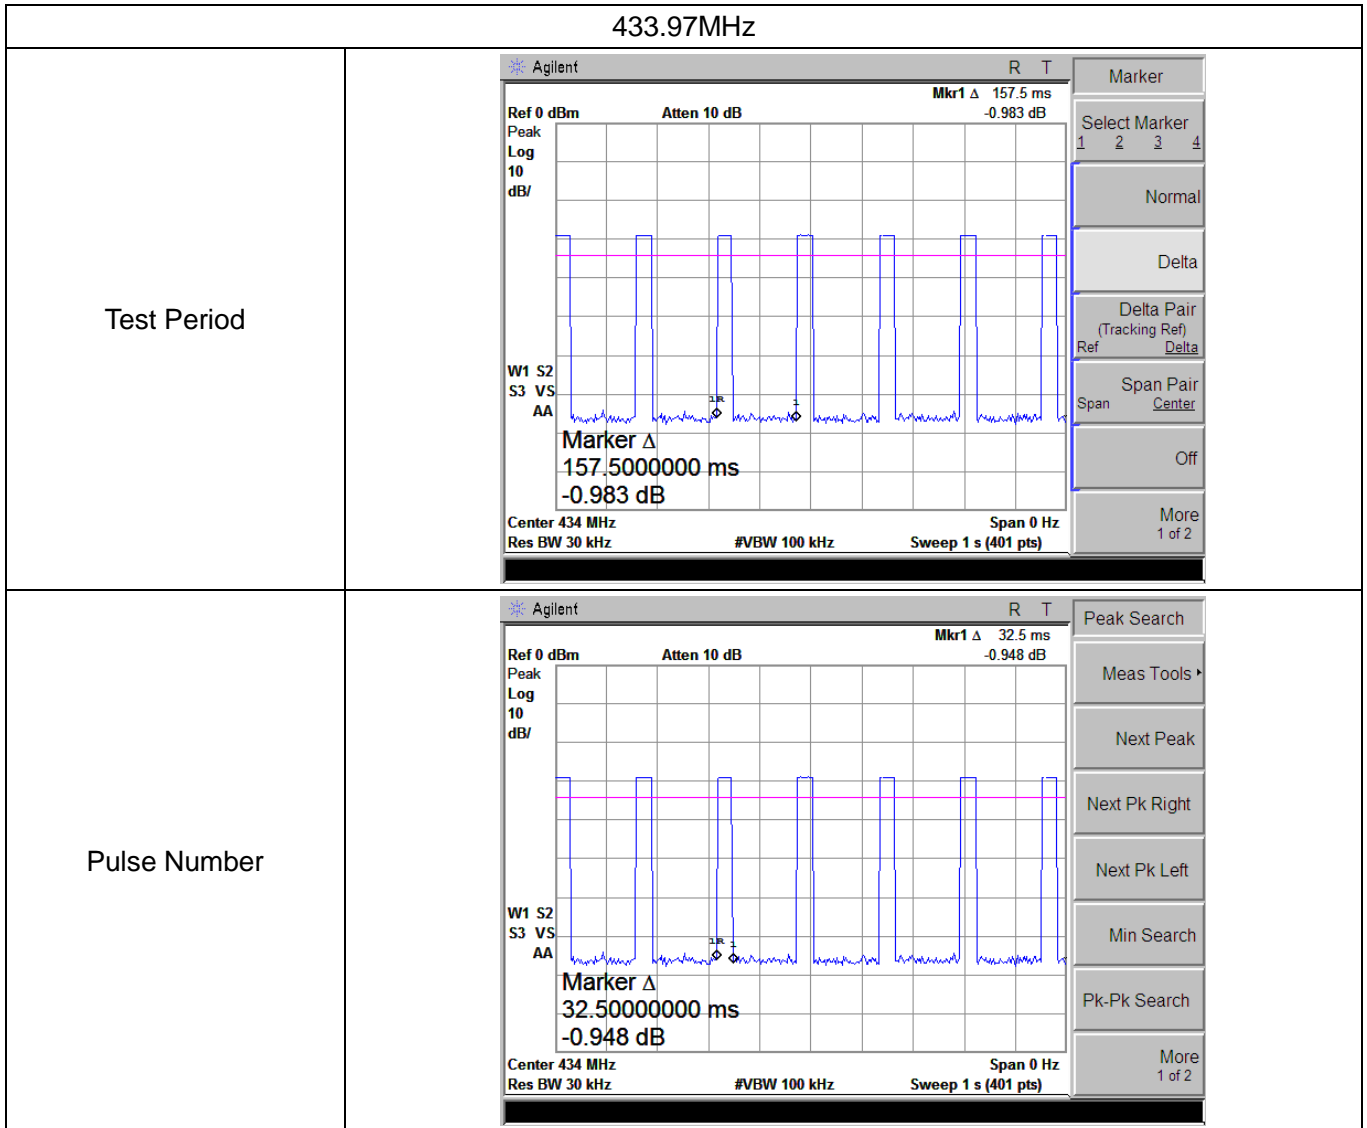 433.97MHz
Test Period
Agilent R T
Mkr1 Δ 157.5 ms
Ref 0 dBm Atten 10 dB -0.983 dB
Peak
Log
10
dB/
W1 S2
S3 VS
AA
1R 1
Marker Δ
157.5000000 ms
-0.983 dB
Center 434 MHz Span 0 Hz
Res BW 30 kHz #VBW 100 kHz Sweep 1 s (401 pts)
Marker
Select Marker
1 2 3 4
Normal
Delta
Delta Pair
(Tracking Ref)
Ref Delta
Span Pair
Span Center
Off
More
1 of 2
Pulse Number
Agilent R T
Mkr1 Δ 32.5 ms
Ref 0 dBm Atten 10 dB -0.948 dB
Peak
Log
10
dB/
W1 S2
S3 VS
AA
1R 1
Marker Δ
32.50000000 ms
-0.948 dB
Center 434 MHz Span 0 Hz
Res BW 30 kHz #VBW 100 kHz Sweep 1 s (401 pts)
Peak Search
Meas Tools
Next Peak
Next Pk Right
Next Pk Left
Min Search
Pk-Pk Search
More
1 of 2